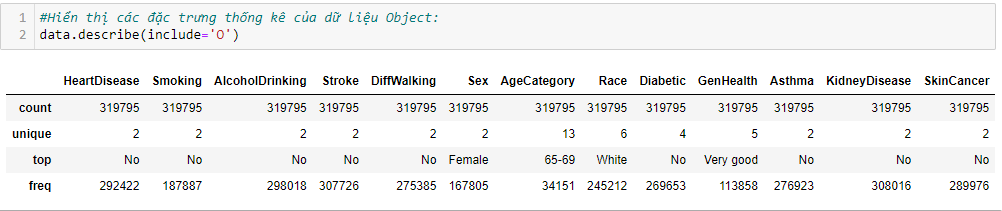 1 #Hiển thị các đặc trưng thống kê của dữ liệu Object:
2 data.describe(include='O')
HeartDisease Smoking AlcoholDrinking Stroke DiffWalking Sex AgeCategory Race Diabetic GenHealth Asthma KidneyDisease SkinCancer
count 319795 319795 319795 319795 319795 319795 319795 319795 319795 319795 319795 319795 319795
unique 2 2 2 2 2 2 13 6 4 5 2 2 2
top No No No No No Female 65-69 White No Very good No No No
freq 292422 187887 298018 307726 275385 167805 34151 245212 269653 113858 276923 308016 289976